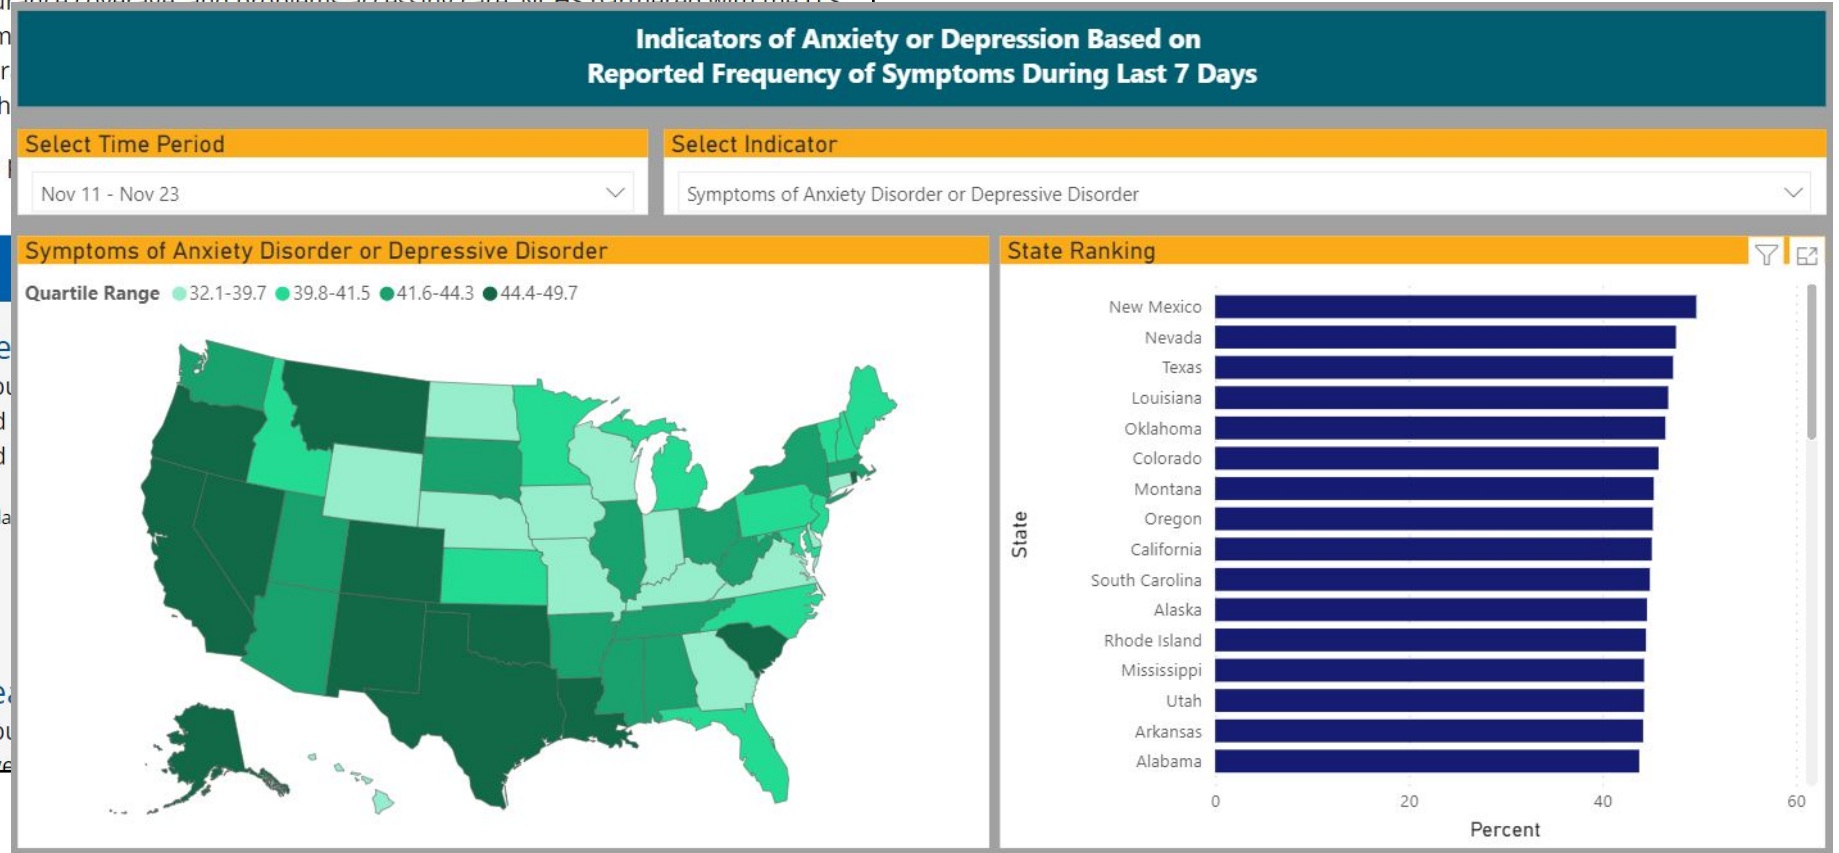 Indicators of Anxiety or Depression Based on
Reported Frequency of Symptoms During Last 7 Days
Select Time Period
Select Indicator
Nov 11 - Nov 23
Symptoms of Anxiety Disorder or Depressive Disorder
Symptoms of Anxiety Disorder or Depressive Disorder
Quartile Range 32.1-39.7 39.8-41.5 41.6-44.3 44.4-49.7
State Ranking
New Mexico
Nevada
Texas
Louisiana
Oklahoma
Colorado
Montana
Oregon
California
South Carolina
Alaska
Rhode Island
Mississippi
Utah
Arkansas
Alabama
State
0 20 40 60
Percent